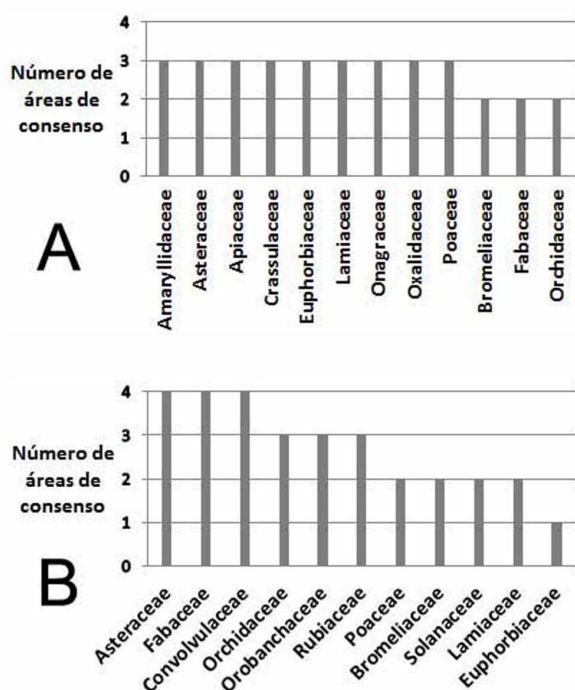 4
3
2
1
0
Número de
áreas de
consenso
A
Amaryllidaceae
Asteraceae
Apiaceae
Crassulaceae
Euphorbiaceae
Lamiaceae
Onagraceae
Oxalidaceae
Poaceae
Bromeliaceae
Fabaceae
Orchidaceae
4
3
2
1
0
Número de
áreas de
consenso
B
Asteraceae
Fabaceae
Convolvulaceae
Orchidaceae
Orobanchaceae
Rubiaceae
Poaceae
Bromeliaceae
Solanaceae
Lamiaceae
Euphorbiaceae